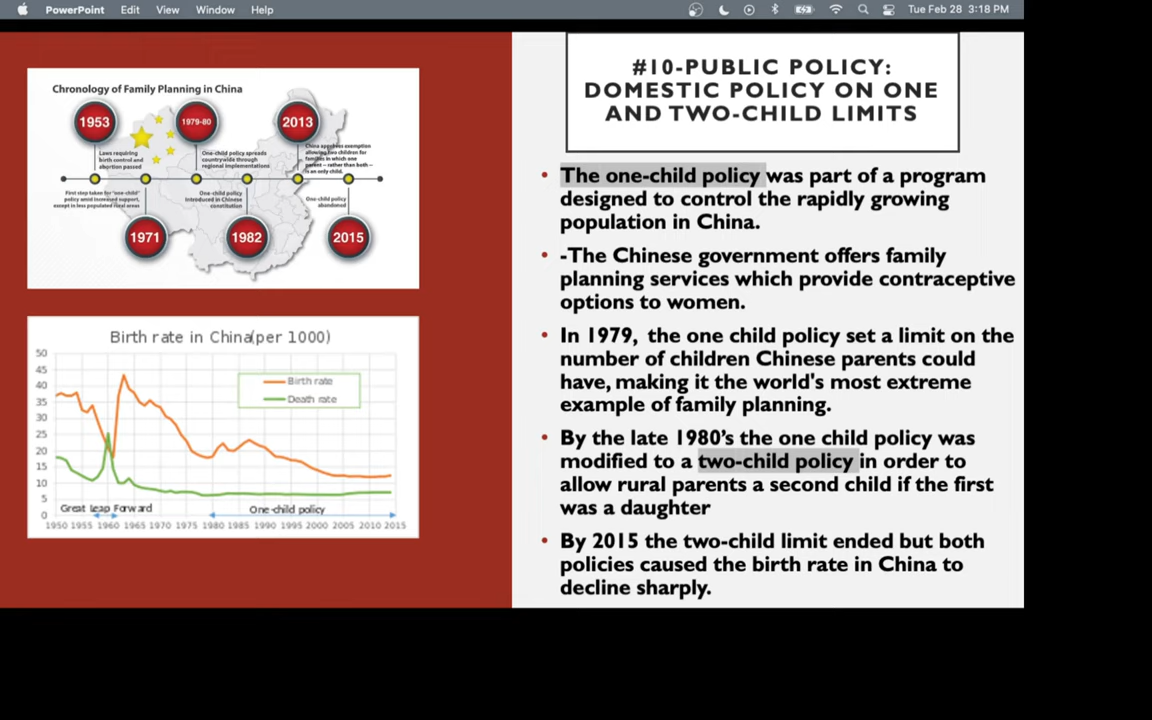 PowerPoint Edit View Window Help Tue Feb 28 3:18 PM
Chronology of Family Planning in China
1953
1979-80
2013
Laws requiring
birth control and
abortion passed
One-child policy spreads
countrywide through
regional implementations
China approves exemption
allowing two children for
families in which one
parent – rather than both –
is an only child.
First step taken for "one-child"
policy amid increased support,
except in less populated rural areas
One-child policy
introduced in Chinese
constitution
One-child policy
abandoned
1971
1982
2015
Birth rate in China(per 1000)
50
45
40
35
30
25
20
15
10
5
0
Birth rate
Death rate
Great Leap Forward
One-child policy
1950 1955 1960 1965 1970 1975 1980 1985 1990 1995 2000 2005 2010 2015
#10-PUBLIC POLICY:
DOMESTIC POLICY ON ONE
AND TWO-CHILD LIMITS
• The one-child policy was part of a program
designed to control the rapidly growing
population in China.
• -The Chinese government offers family
planning services which provide contraceptive
options to women.
• In 1979, the one child policy set a limit on the
number of children Chinese parents could
have, making it the world's most extreme
example of family planning.
• By the late 1980's the one child policy was
modified to a two-child policy in order to
allow rural parents a second child if the first
was a daughter
• By 2015 the two-child limit ended but both
policies caused the birth rate in China to
decline sharply.